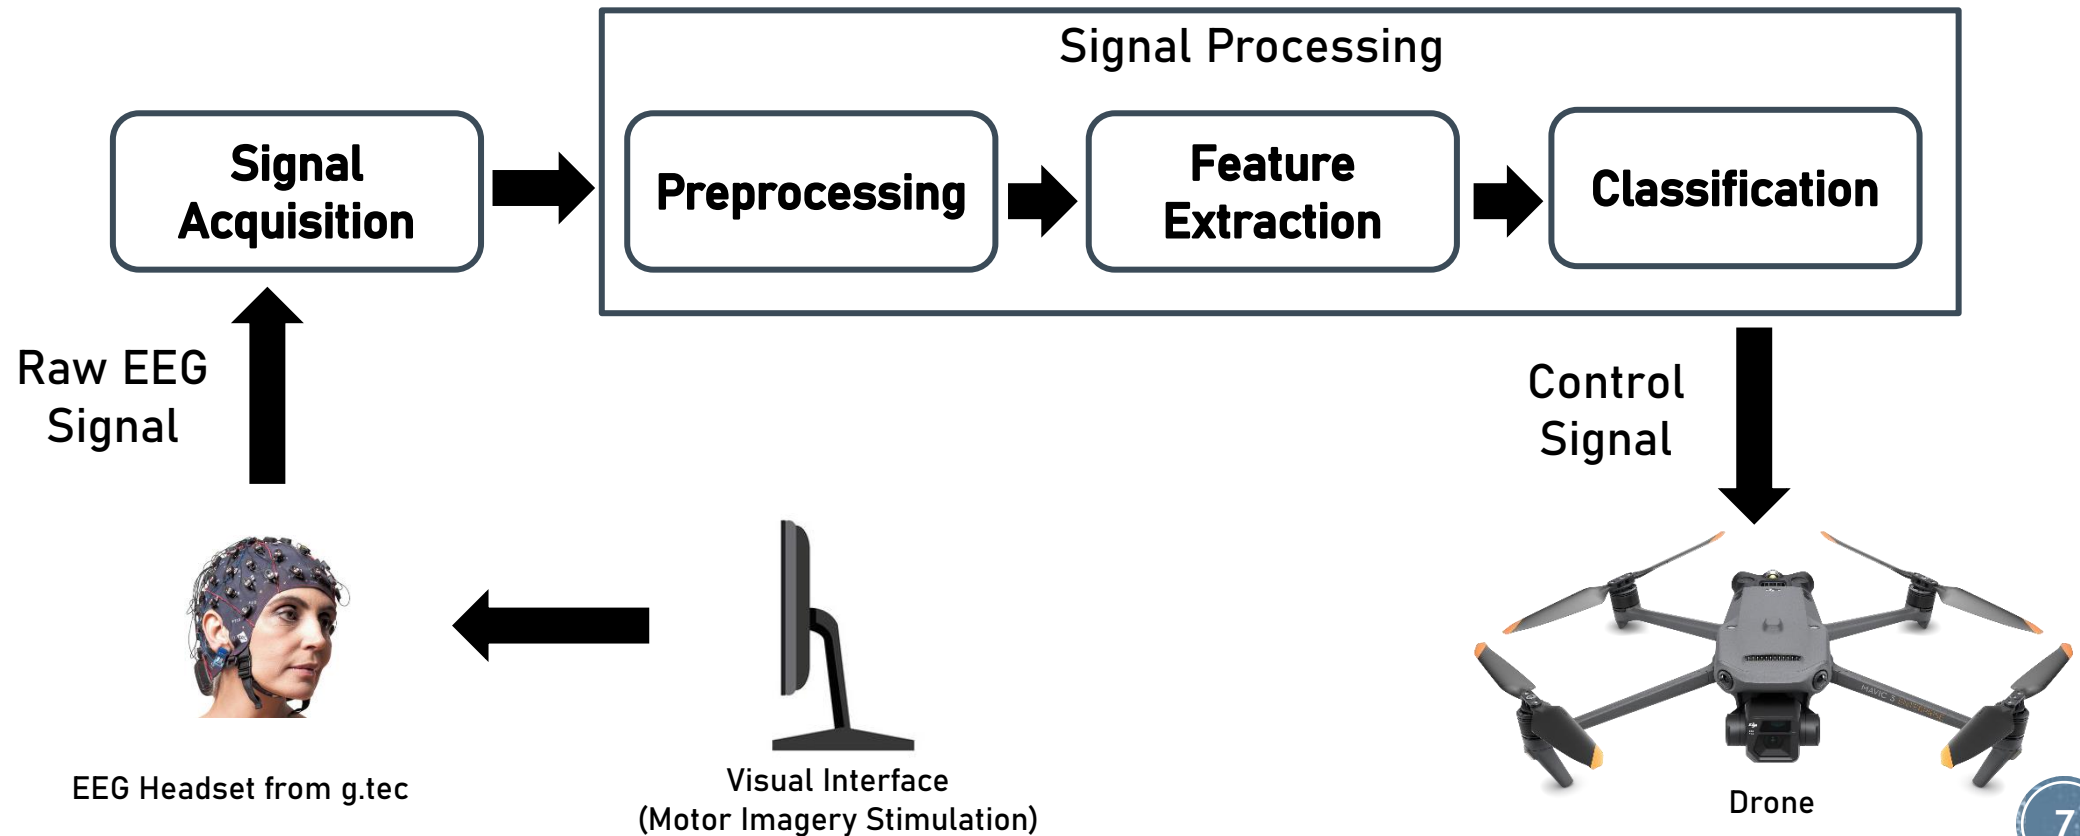 Signal Processing
Signal
Acquisition
Preprocessing
Feature
Extraction
Classification
Raw EEG
Signal
Control
Signal
EEG Headset from g.tec
Visual Interface
(Motor Imagery Stimulation)
Drone
7